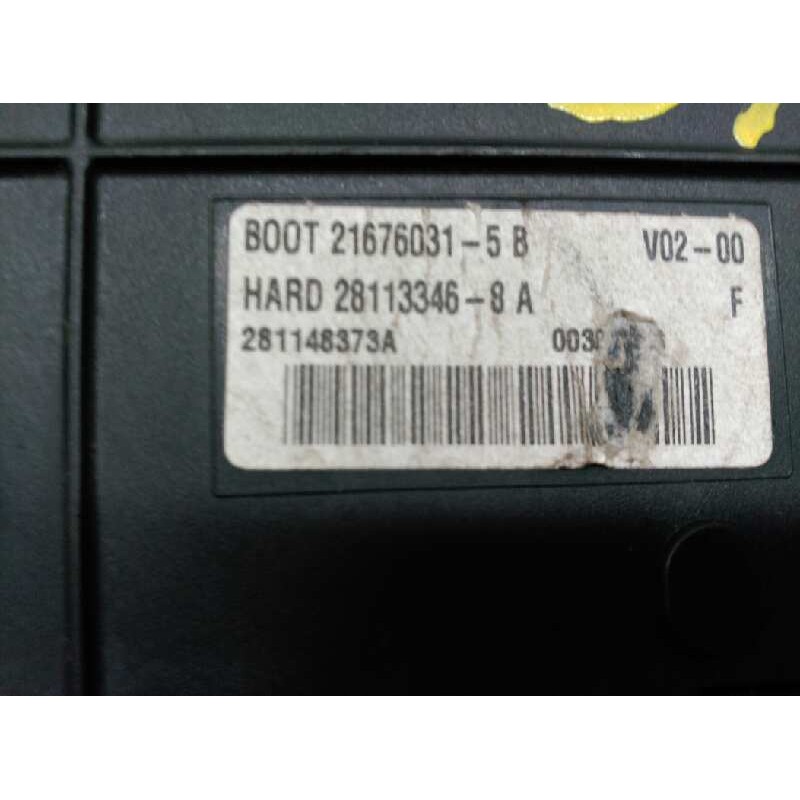 BOOT 21676031-5 B V02-00
HARD 28113346-8 A F
281148373A